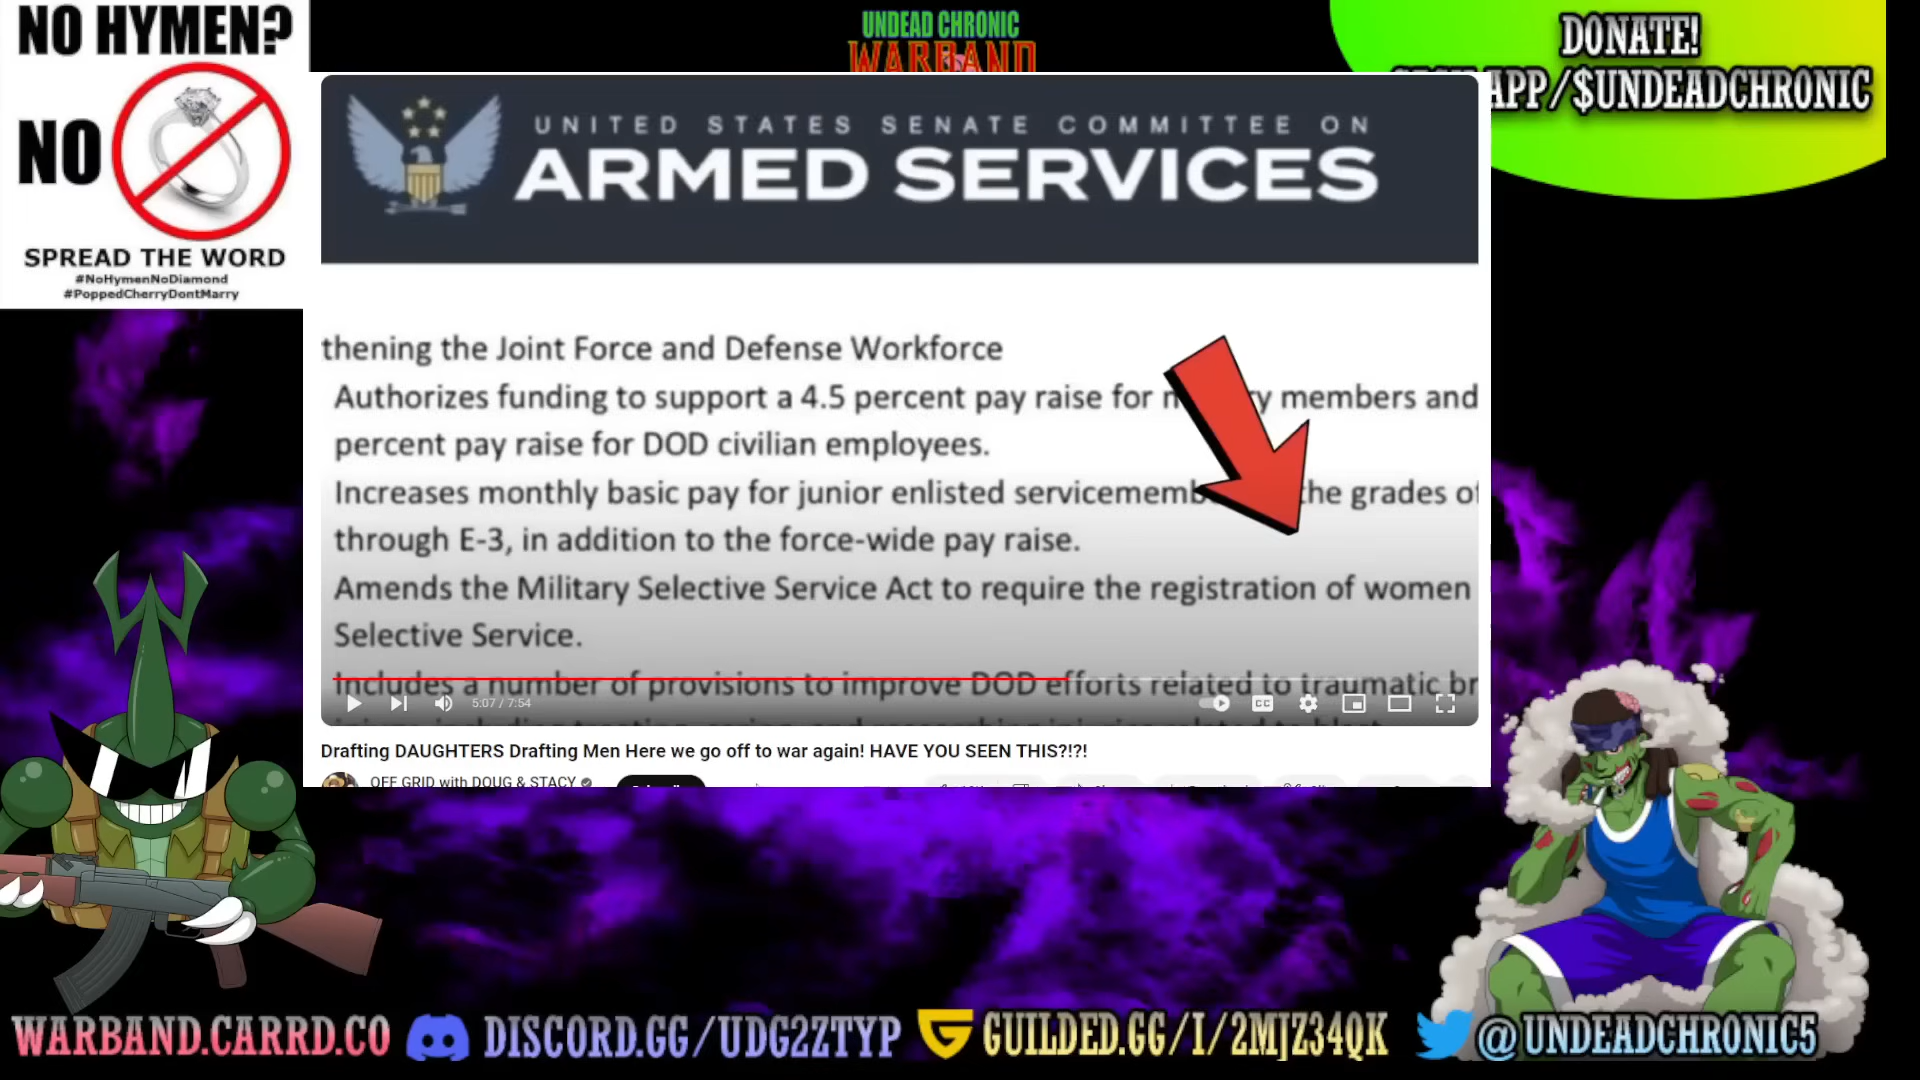 NO HYMEN?
NO
SPREAD THE WORD
#NoHymenNoDiamond
#PoppedCherryDontMarry
UNDEAD CHRONIC
WARBAND
DONATE!
APP/$UNDEADCHRONIC
UNITED STATES SENATE COMMITTEE ON
ARMED SERVICES
thening the Joint Force and Defense Workforce
Authorizes funding to support a 4.5 percent pay raise for members and
percent pay raise for DOD civilian employees.
Increases monthly basic pay for junior enlisted the grades of
through E-3, in addition to the force-wide pay raise.
Amends the Military Selective Service Act to require the registration of women
Selective Service.
Includes a number of provisions to improve DOD efforts related to traumatic br
5:07 / 7:54
CC
Drafting DAUGHTERS Drafting Men Here we go off to war again! HAVE YOU SEEN THIS?!?!
OFF GRID with DOUG & STACY
WARBAND.CARRD.CO
DISCORD.GG/UDG2ZTYP
GUILDED.GG/I/2MJZ34QK
@UNDEADCHRONIC5